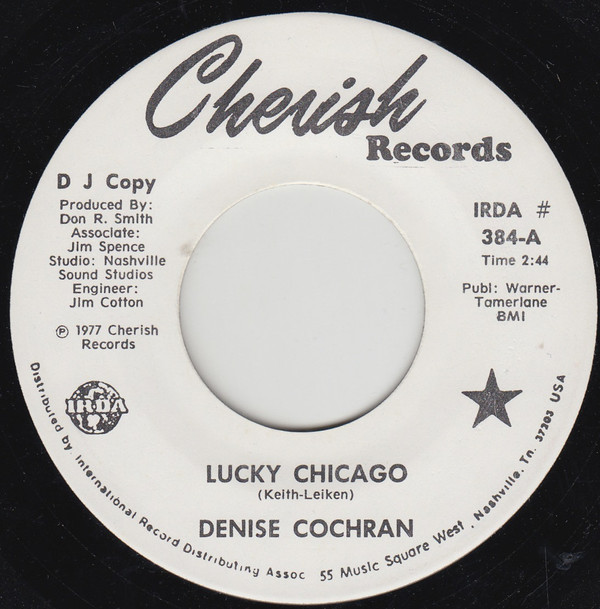 Cherish
Records
D J Copy
Produced By:
Don R. Smith
Associate:
Jim Spence
Studio: Nashville
Sound Studios
Engineer:
Jim Cotton
℗ 1977 Cherish
Records
IRDA #
384-A
Time 2:44
Publ: Warner-
Tamerlane
BMI
IRDA
LUCKY CHICAGO
(Keith-Leiken)
DENISE COCHRAN
Distributed by International Record Distributing Assoc 55 Music Square West, Nashville, Tn. 37203 USA